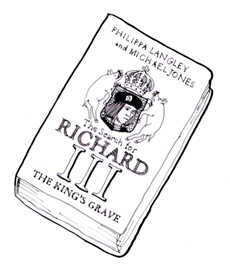 PHILIPPA LANGLEY
and MICHAEL JONES
The Search for
RICHARD
III
THE KING'S GRAVE